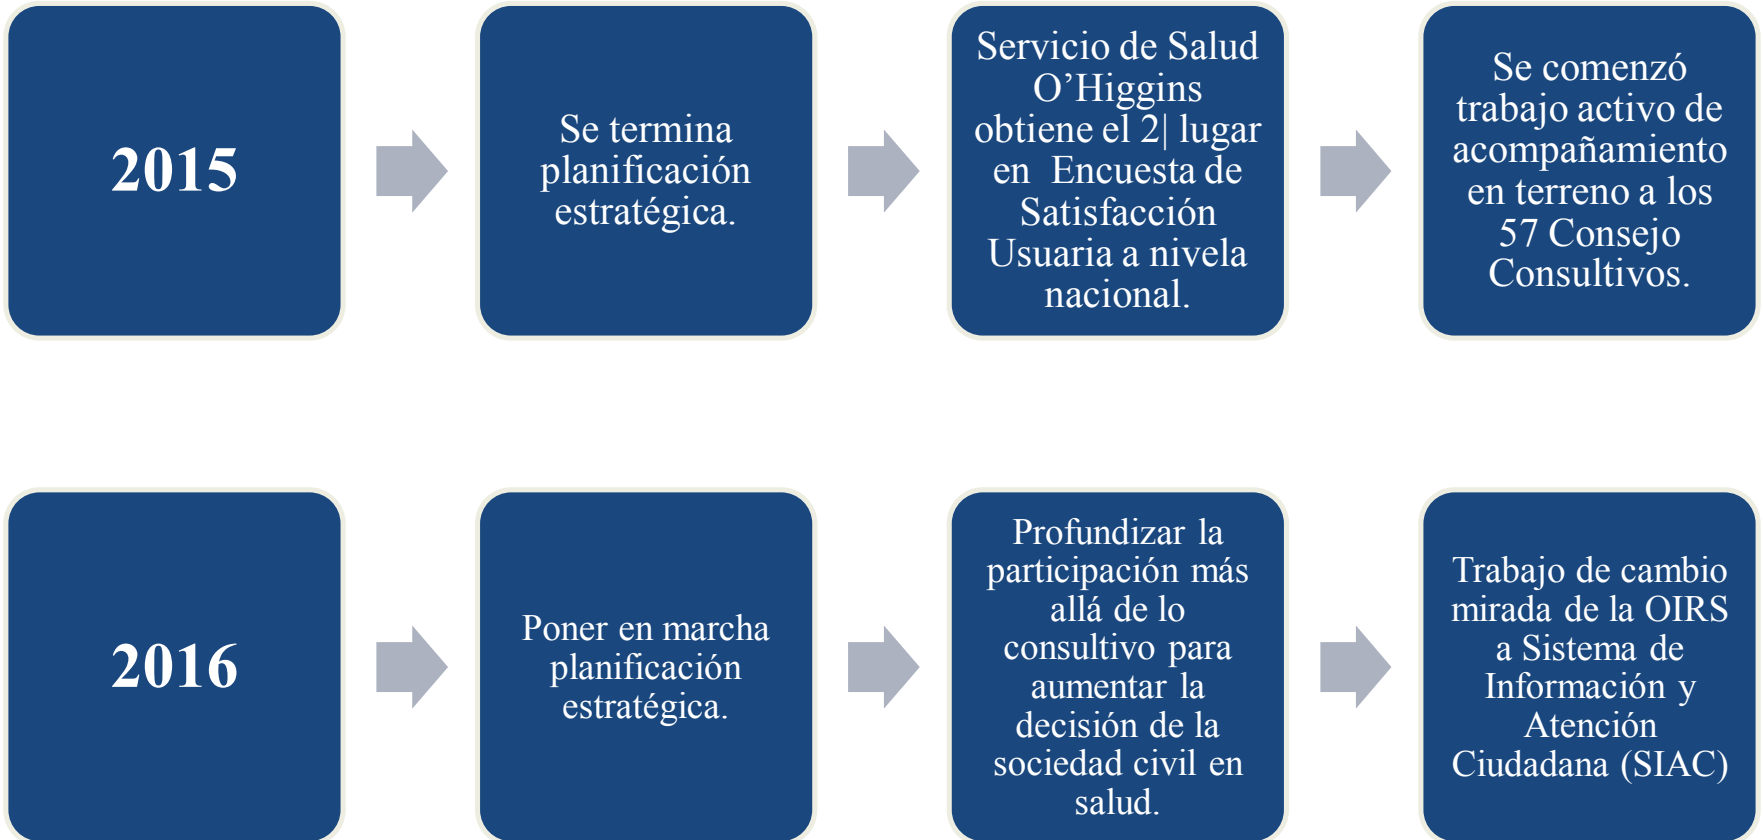 2015
Se termina
planificación
estratégica.
Servicio de Salud
O’Higgins
obtiene el 2| lugar
en Encuesta de
Satisfacción
Usuaria a nivela
nacional.
Se comenzó
trabajo activo de
acompañamiento
en terreno a los
57 Consejo
Consultivos.
2016
Poner en marcha
planificación
estratégica.
Profundizar la
participación más
allá de lo
consultivo para
aumentar la
decisión de la
sociedad civil en
salud.
Trabajo de cambio
mirada de la OIRS
a Sistema de
Información y
Atención
Ciudadana (SIAC)